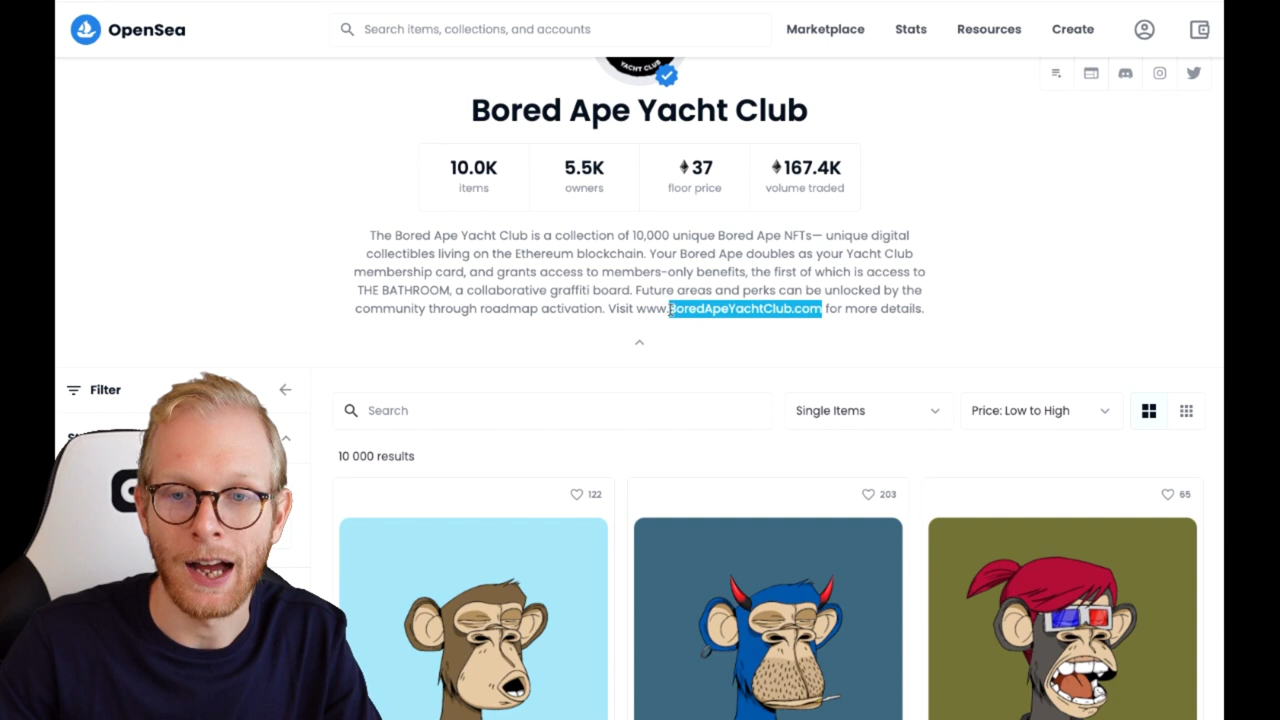 OpenSea
Search items, collections, and accounts
Marketplace
Stats
Resources
Create
YACHT CLUB
Bored Ape Yacht Club
10.0K
items
5.5K
owners
37
floor price
167.4K
volume traded
The Bored Ape Yacht Club is a collection of 10,000 unique Bored Ape NFTs— unique digital
collectibles living on the Ethereum blockchain. Your Bored Ape doubles as your Yacht Club
membership card, and grants access to members-only benefits, the first of which is access to
THE BATHROOM, a collaborative graffiti board. Future areas and perks can be unlocked by the
community through roadmap activation. Visit www.BoredApeYachtClub.com for more details.
Filter
Search
Single Items
Price: Low to High
10 000 results
122
203
65